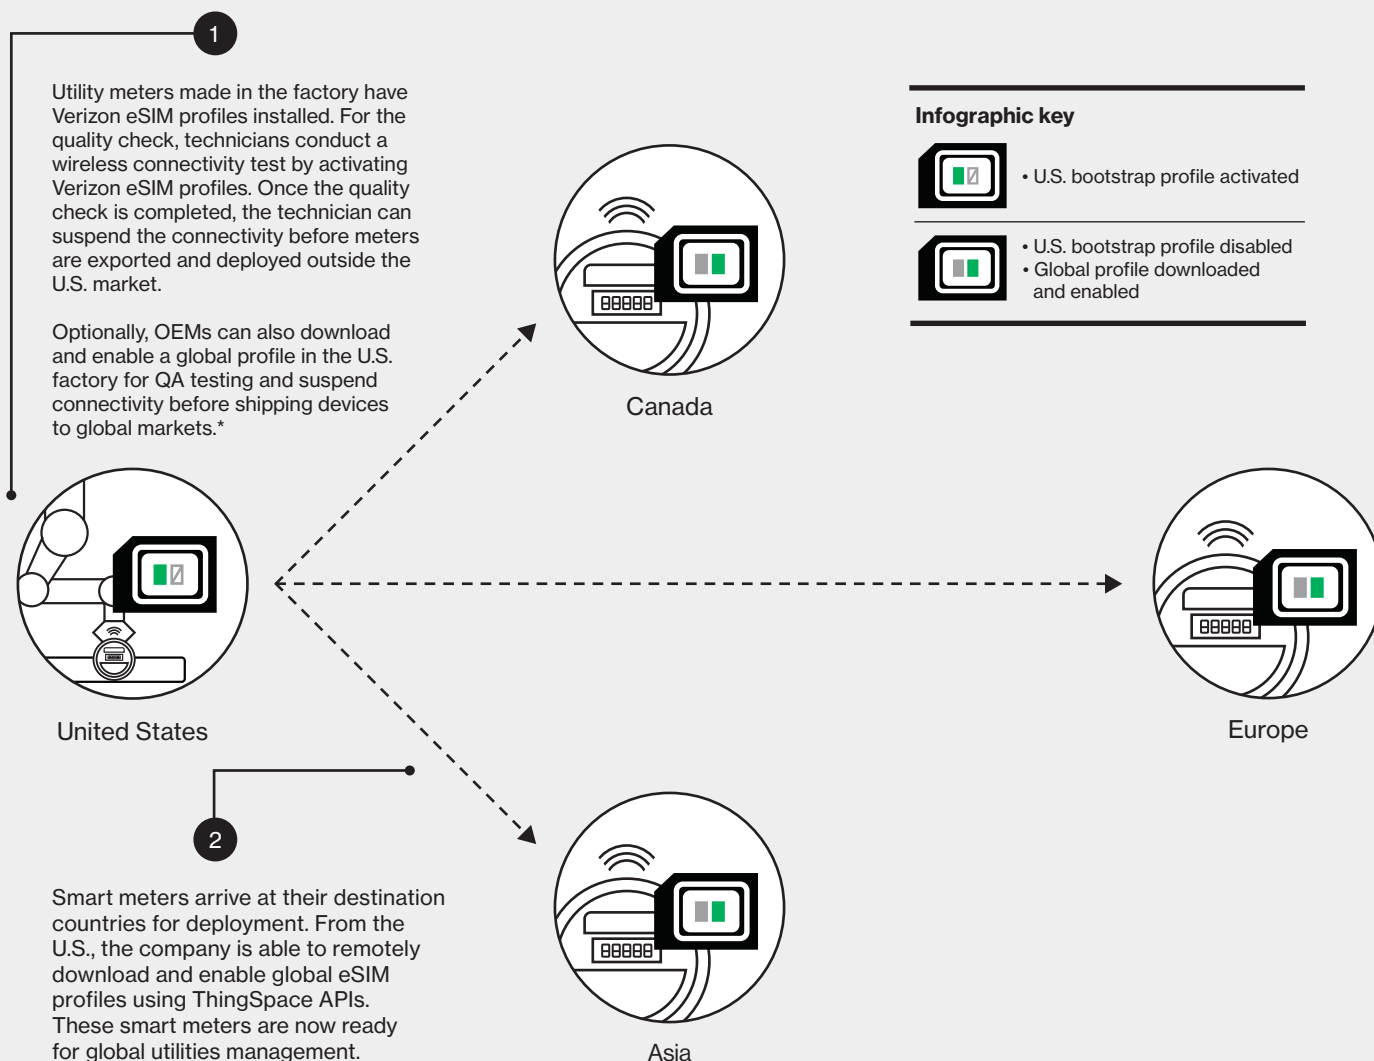 1
Utility meters made in the factory have
Verizon eSIM profiles installed. For the
quality check, technicians conduct a
wireless connectivity test by activating
Verizon eSIM profiles. Once the quality
check is completed, the technician can
suspend the connectivity before meters
are exported and deployed outside the
U.S. market.
Optionally, OEMs can also download
and enable a global profile in the U.S.
factory for QA testing and suspend
connectivity before shipping devices
to global markets.*
Infographic key
• U.S. bootstrap profile activated
• U.S. bootstrap profile disabled
• Global profile downloaded
and enabled
88888
Canada
United States
88888
Europe
2
Smart meters arrive at their destination
countries for deployment. From the
U.S., the company is able to remotely
download and enable global eSIM
profiles using ThingSpace APIs.
These smart meters are now ready
for global utilities management.
88888
Asia